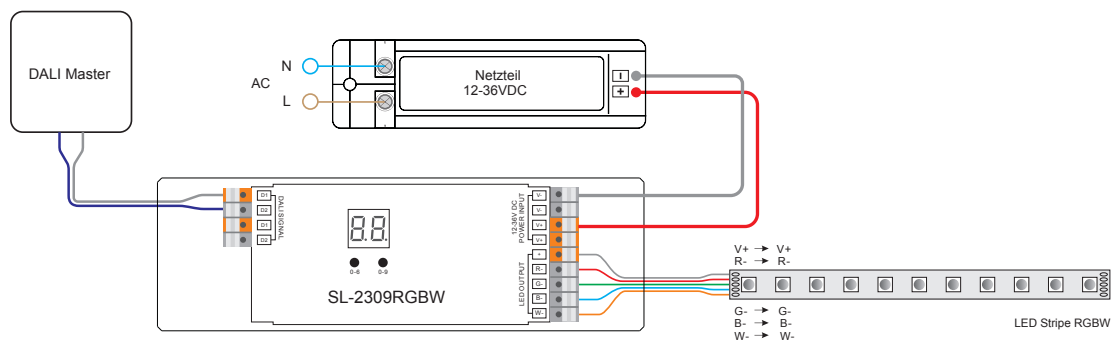 DALI Master
N
AC
L
Netzteil
12-36VDC
D1
D2
D1
D2
DALI SIGNAL
88
0-6
0-9
SL-2309RGBW
12-36V DC
POWER INPUT
V-
V-
V+
V+
LED OUTPUT
+
R-
G-
B-
W-
V+ → V+
R- → R-
G- → G-
B- → B-
W- → W-
LED Stripe RGBW